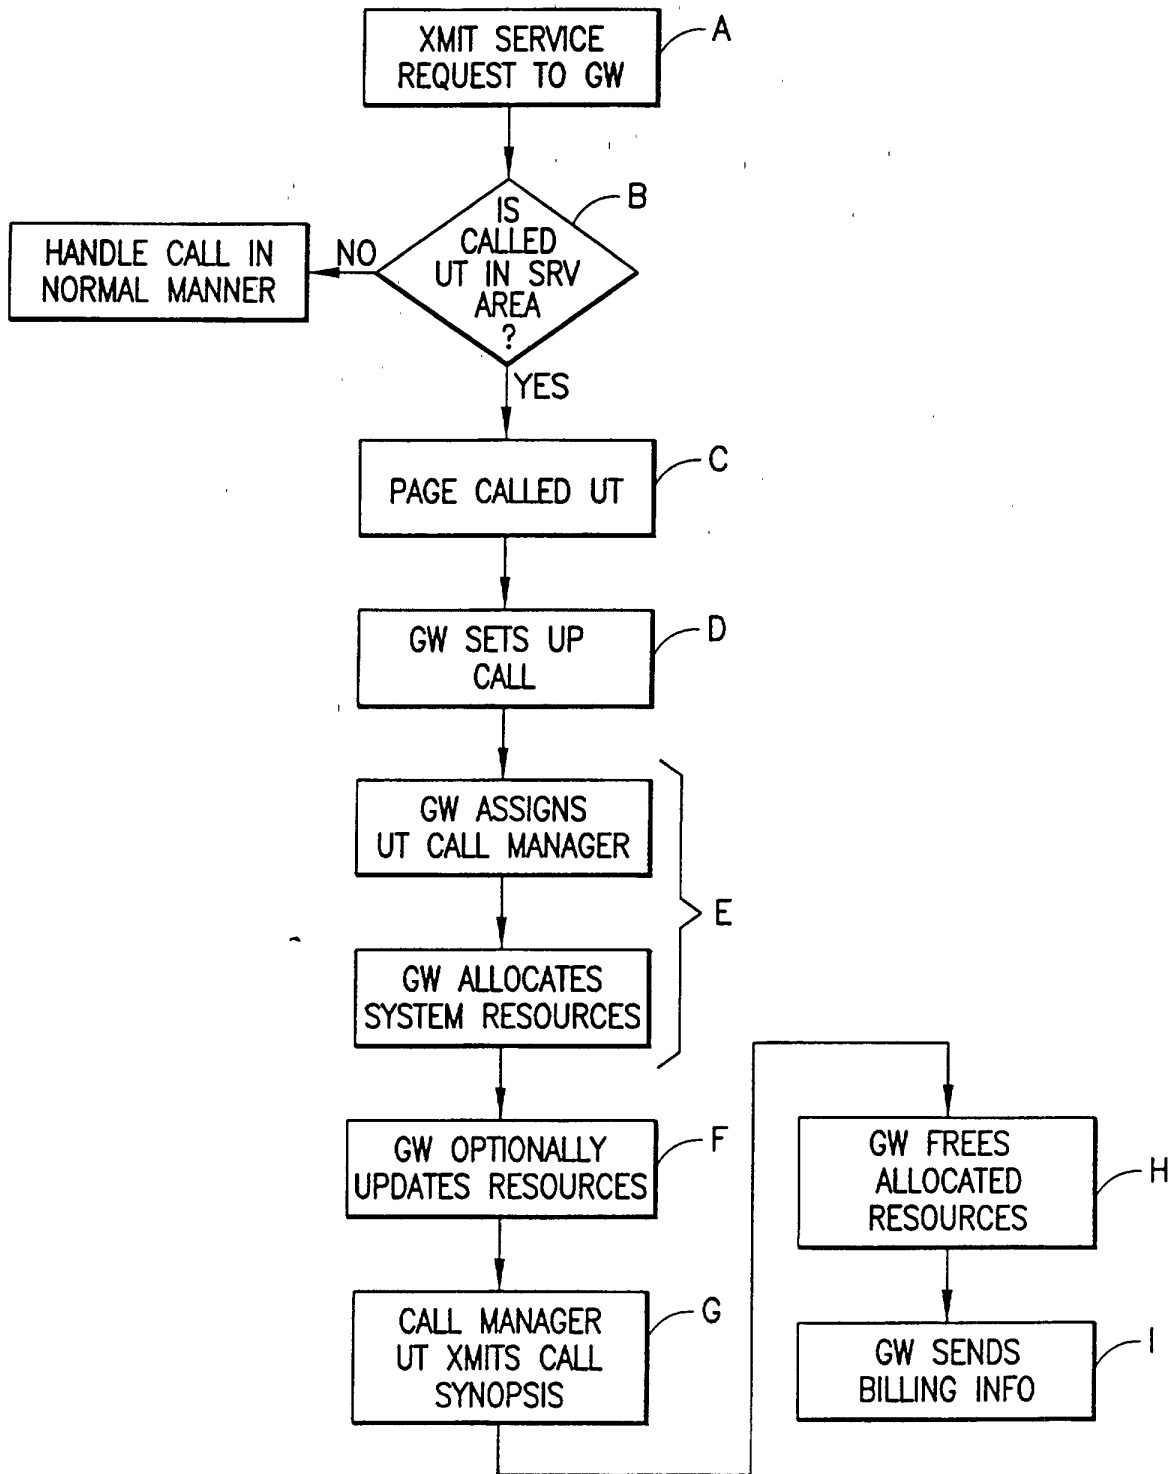 XMIT SERVICE
REQUEST TO GW
A
IS
CALLED
UT IN SRV
AREA
?
B
NO
HANDLE CALL IN
NORMAL MANNER
YES
PAGE CALLED UT
C
GW SETS UP
CALL
D
GW ASSIGNS
UT CALL MANAGER
GW ALLOCATES
SYSTEM RESOURCES
E
GW OPTIONALLY
UPDATES RESOURCES
F
CALL MANAGER
UT XMITS CALL
SYNOPSIS
G
GW FREES
ALLOCATED
RESOURCES
H
GW SENDS
BILLING INFO
I